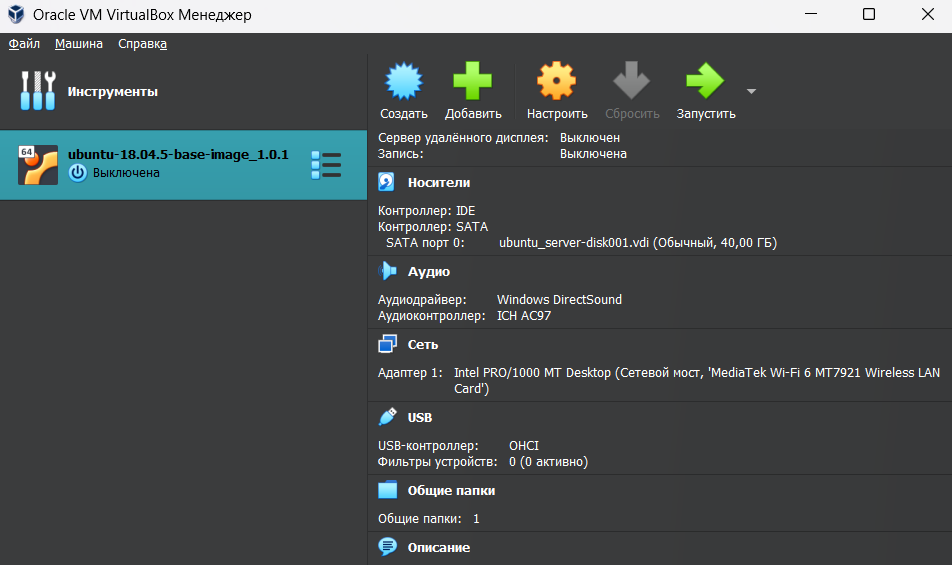 Oracle VM VirtualBox Менеджер
Файл Машина Справка
Инструменты
Создать Добавить Настроить Сбросить Запустить
64
ubuntu-18.04.5-base-image_1.0.1
Выключена
Сервер удалённого дисплея: Выключен
Запись: Выключена
Носители
Контроллер: IDE
Контроллер: SATA
SATA порт 0: ubuntu_server-disk001.vdi (Обычный, 40,00 ГБ)
Аудио
Аудиодрайвер: Windows DirectSound
Аудиоконтроллер: ICH AC97
Сеть
Адаптер 1: Intel PRO/1000 MT Desktop (Сетевой мост, 'MediaTek Wi-Fi 6 MT7921 Wireless LAN
Card')
USB
USB-контроллер: OHCI
Фильтры устройств: 0 (0 активно)
Общие папки
Общие папки: 1
Описание